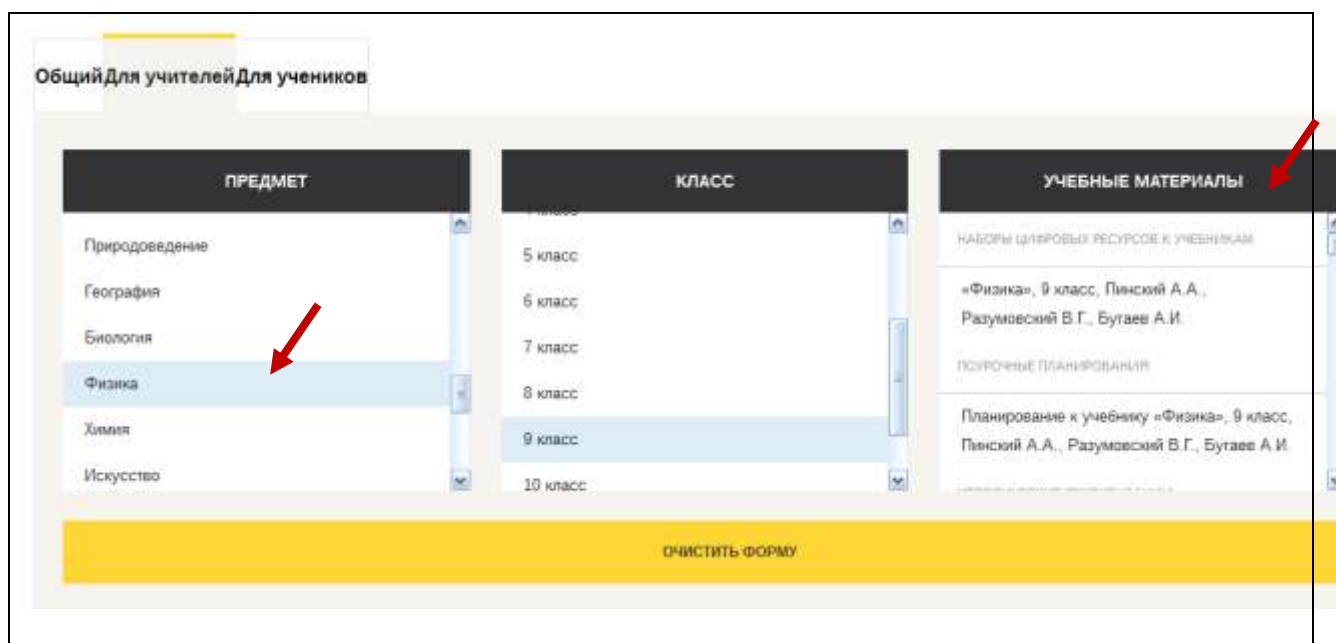 Общий Для учителей Для учеников
ПРЕДМЕТ
Природоведение
География
Биология
Физика
Химия
Искусство
КЛАСС
5 класс
6 класс
7 класс
8 класс
9 класс
10 класс
УЧЕБНЫЕ МАТЕРИАЛЫ
НАБОРЫ ЦИФРОВЫХ РЕСУРСОВ К УЧЕБНИКАМ
«Физика», 9 класс, Пинский А.А.,
Разумовский В.Г., Бугаев А.И.
ПОУРОЧНЫЕ ПЛАНИРОВАНИЯ
Планирование к учебнику «Физика», 9 класс,
Пинский А.А., Разумовский В.Г., Бугаев А.И.
ОЧИСТИТЬ ФОРМУ